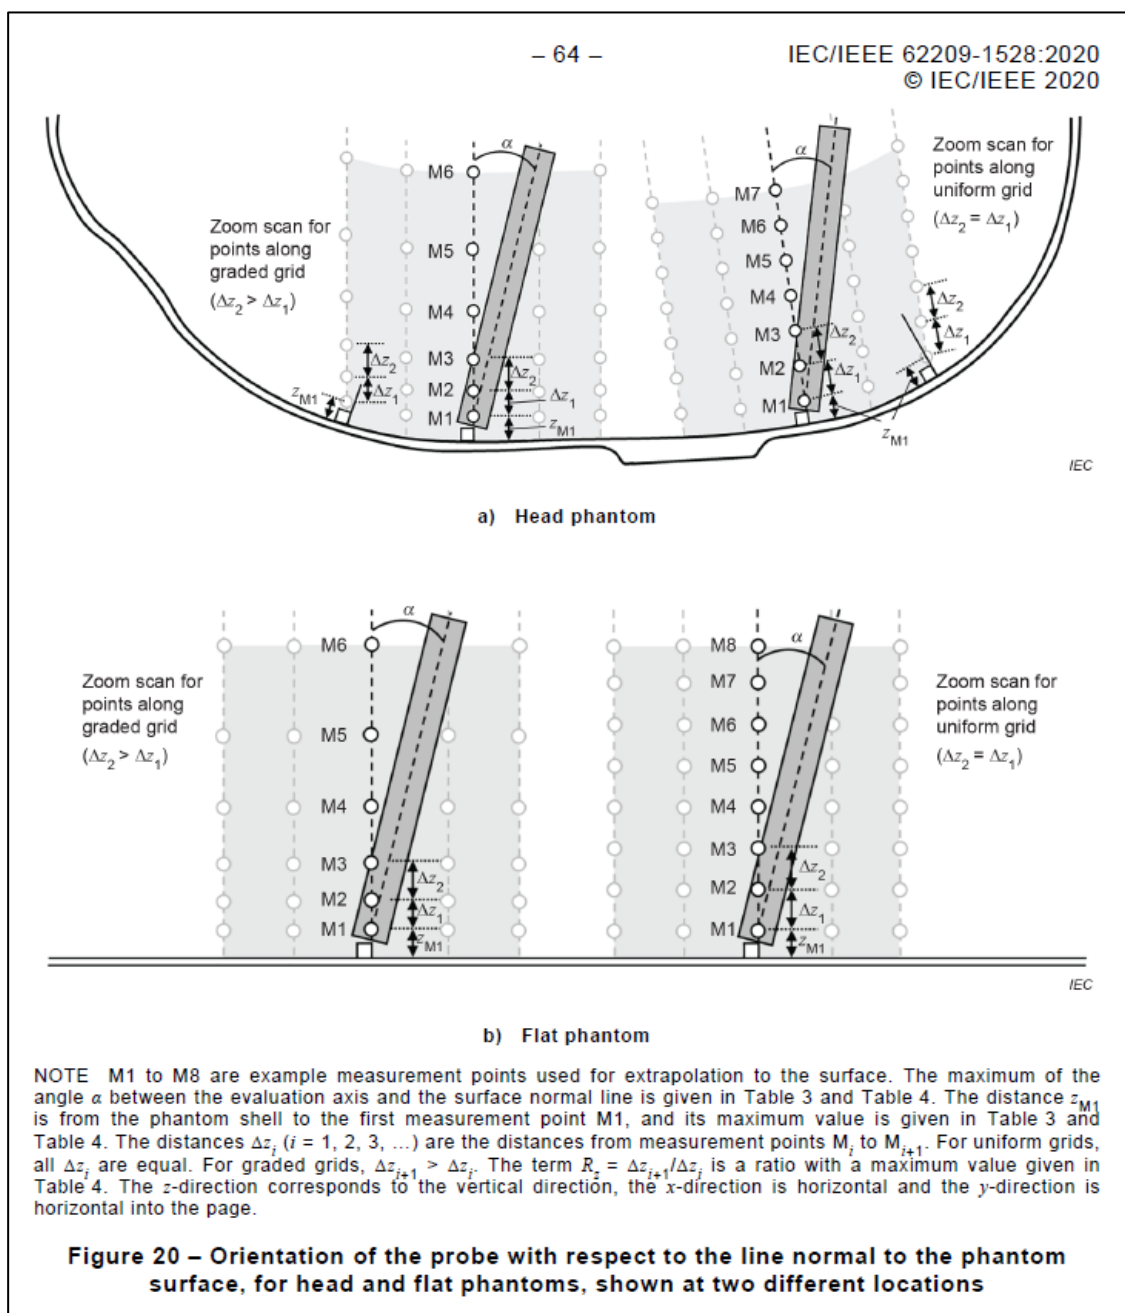 – 64 –
IEC/IEEE 62209-1528:2020
© IEC/IEEE 2020
α
M6
M5
M4
M3
M2
M1
Zoom scan for
points along
graded grid
(Δz2 > Δz1)
Δz2
Δz1
zM1
Δz2
Δz1
zM1
α
M7
M6
M5
M4
M3
M2
M1
Δz2
Δz1
zM1
Zoom scan for
points along
uniform grid
(Δz2 = Δz1)
Δz2
Δz1
IEC
a) Head phantom
α
M6
M5
M4
M3
M2
M1
Zoom scan for
points along
graded grid
(Δz2 > Δz1)
Δz2
Δz1
zM1
α
M8
M7
M6
M5
M4
M3
M2
M1
Δz2
Δz1
zM1
Zoom scan for
points along
uniform grid
(Δz2 = Δz1)
IEC
b) Flat phantom
NOTE M1 to M8 are example measurement points used for extrapolation to the surface. The maximum of the
angle α between the evaluation axis and the surface normal line is given in Table 3 and Table 4. The distance zM1
is from the phantom shell to the first measurement point M1, and its maximum value is given in Table 3 and
Table 4. The distances Δzi (i = 1, 2, 3, ...) are the distances from measurement points Mi to Mi+1. For uniform grids,
all Δzi are equal. For graded grids, Δzi+1 > Δzi. The term Rz = Δzi+1/Δzi is a ratio with a maximum value given in
Table 4. The z-direction corresponds to the vertical direction, the x-direction is horizontal and the y-direction is
horizontal into the page.
Figure 20 – Orientation of the probe with respect to the line normal to the phantom
surface, for head and flat phantoms, shown at two different locations